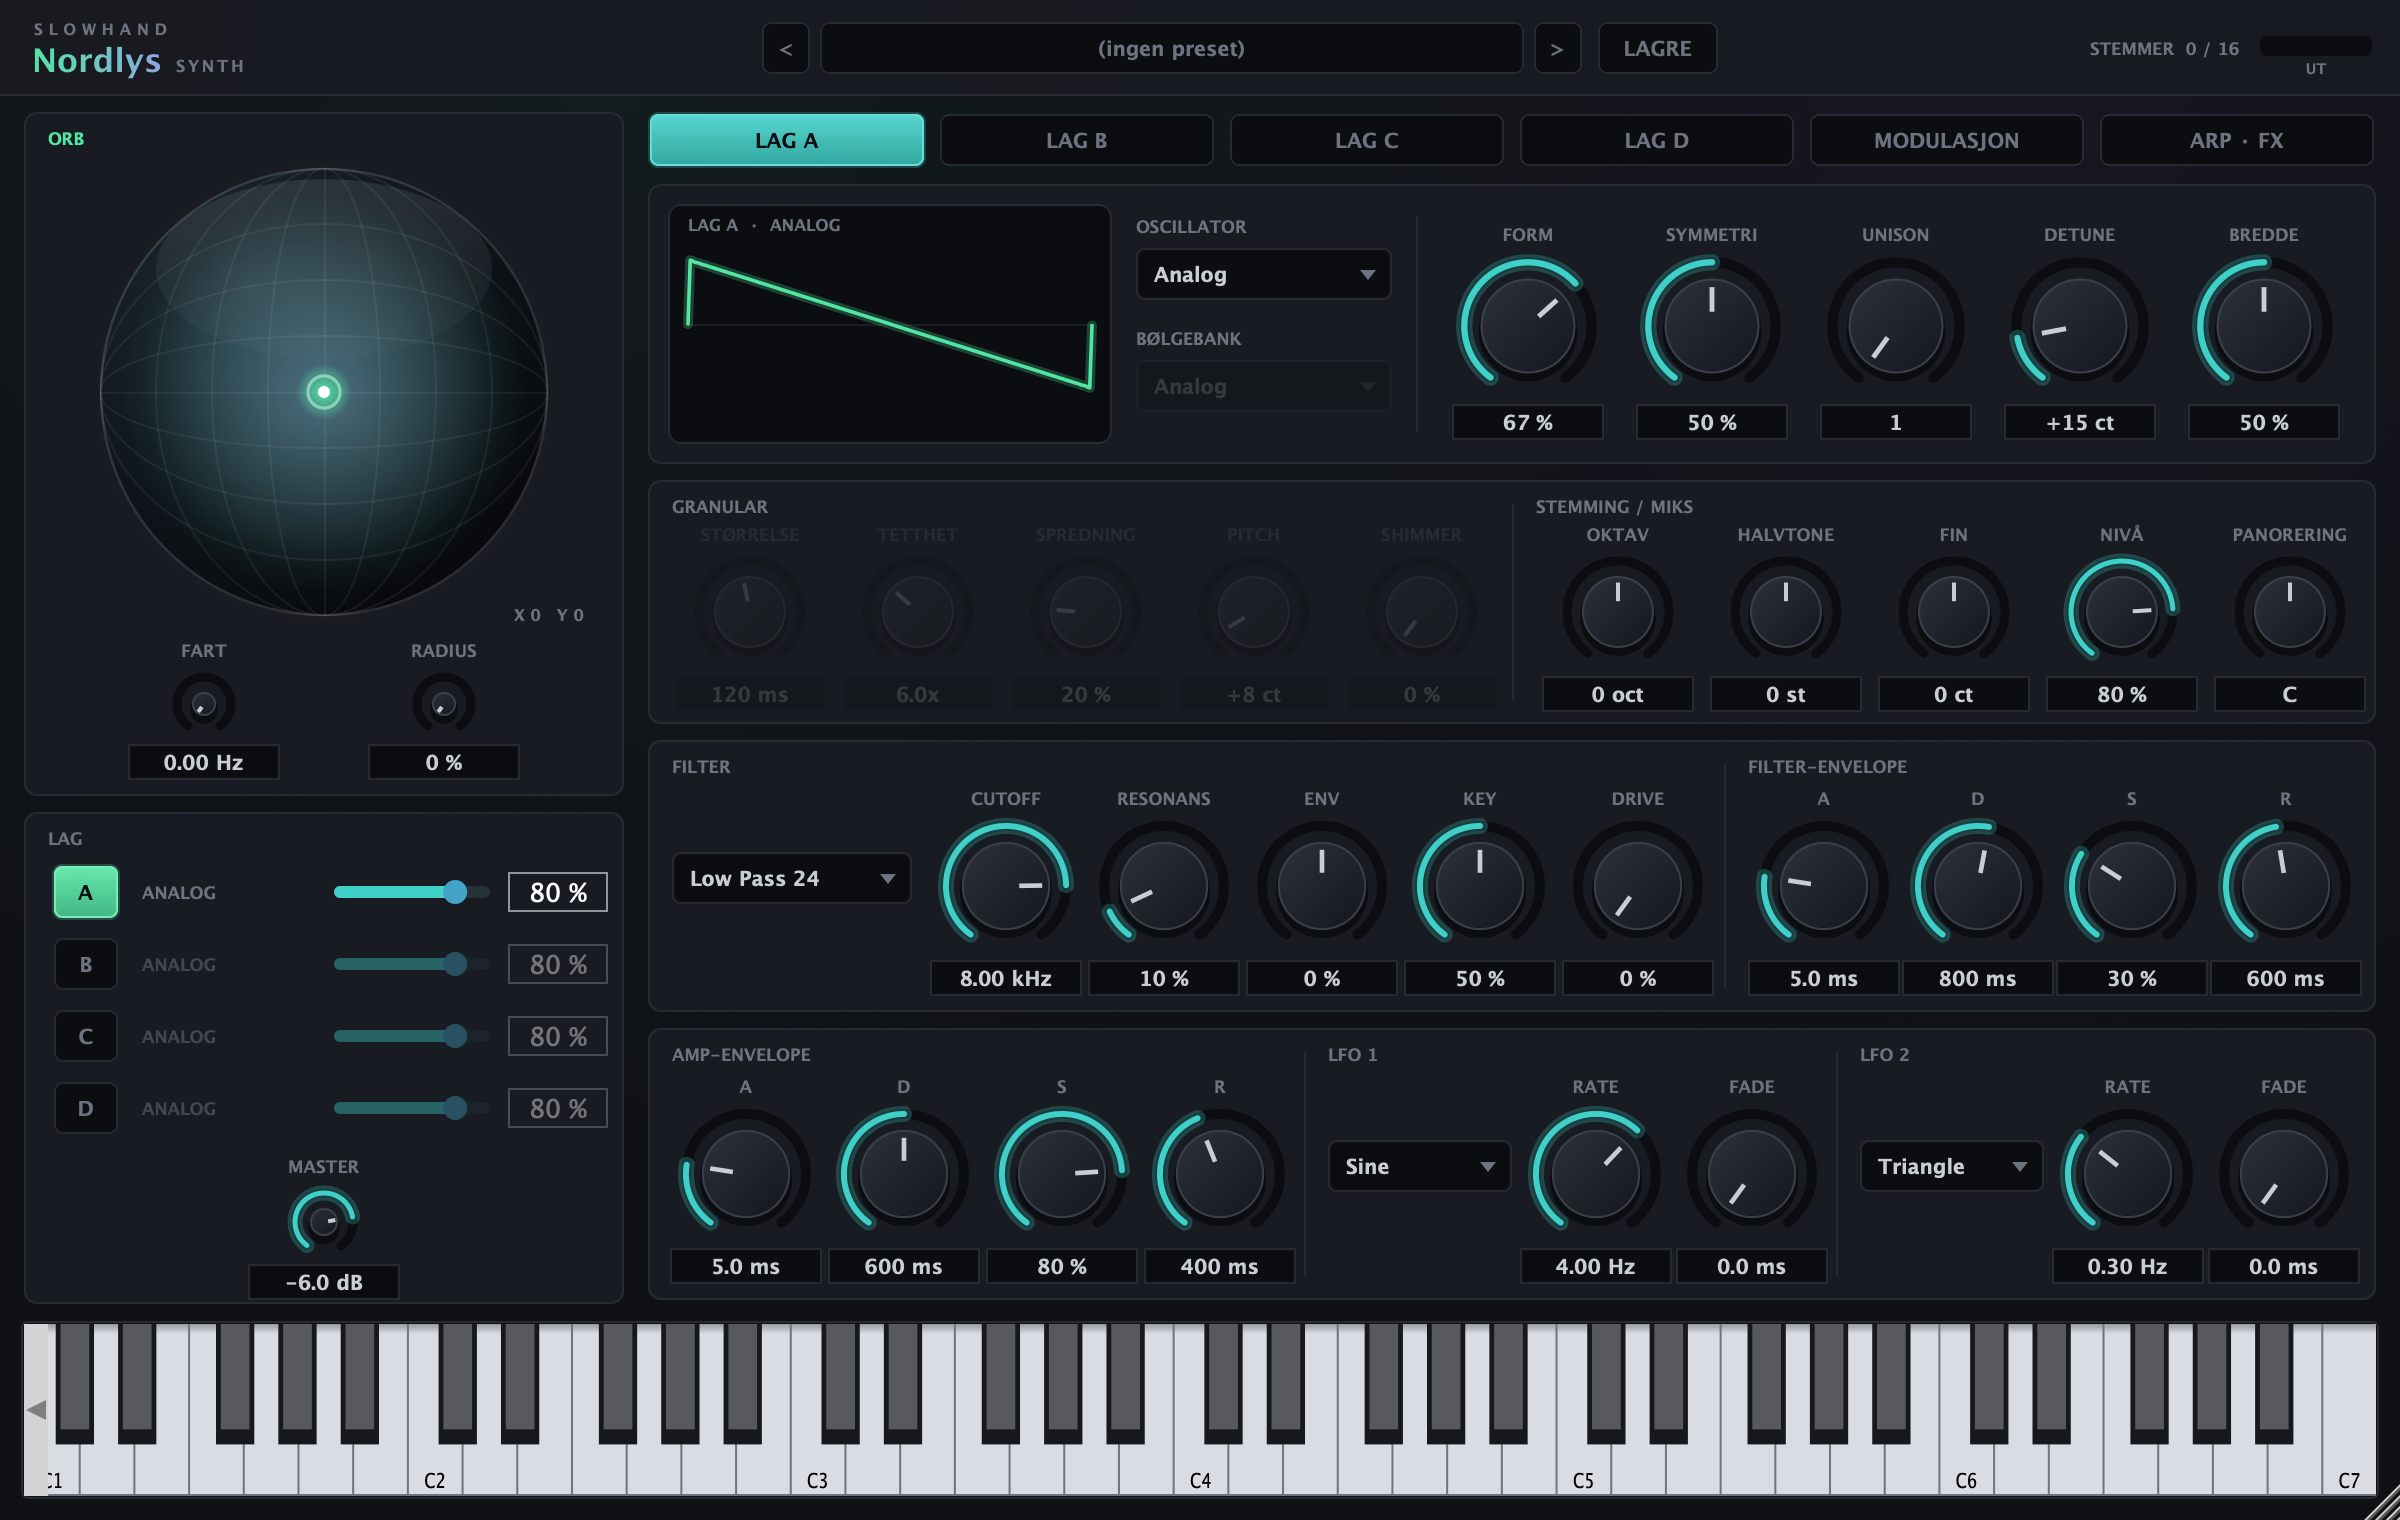 SLOWHAND
Nordlys SYNTH
<
(ingen preset)
>
LAGRE
STEMMER 0 / 16
UT
ORB
X 0 Y 0
FART
RADIUS
0.00 Hz
0 %
LAG
A ANALOG 80 %
B ANALOG 80 %
C ANALOG 80 %
D ANALOG 80 %
MASTER
-6.0 dB
LAG A
LAG B
LAG C
LAG D
MODULASJON
ARP · FX
LAG A · ANALOG
OSCILLATOR
Analog
BØLGEBANK
Analog
FORM SYMMETRI UNISON DETUNE BREDDE
67 % 50 % 1 +15 ct 50 %
GRANULAR
STØRRELSE TETTHET SPREDNING PITCH SHIMMER
120 ms 6.0x 20 % +8 ct 0 %
STEMMING / MIKS
OKTAV HALVTONE FIN NIVÅ PANORERING
0 oct 0 st 0 ct 80 % C
FILTER
Low Pass 24
CUTOFF RESONANS ENV KEY DRIVE
8.00 kHz 10 % 0 % 50 % 0 %
FILTER-ENVELOPE
A D S R
5.0 ms 800 ms 30 % 600 ms
AMP-ENVELOPE
A D S R
5.0 ms 600 ms 80 % 400 ms
LFO 1
Sine
RATE FADE
4.00 Hz 0.0 ms
LFO 2
Triangle
RATE FADE
0.30 Hz 0.0 ms
C1 C2 C3 C4 C5 C6 C7